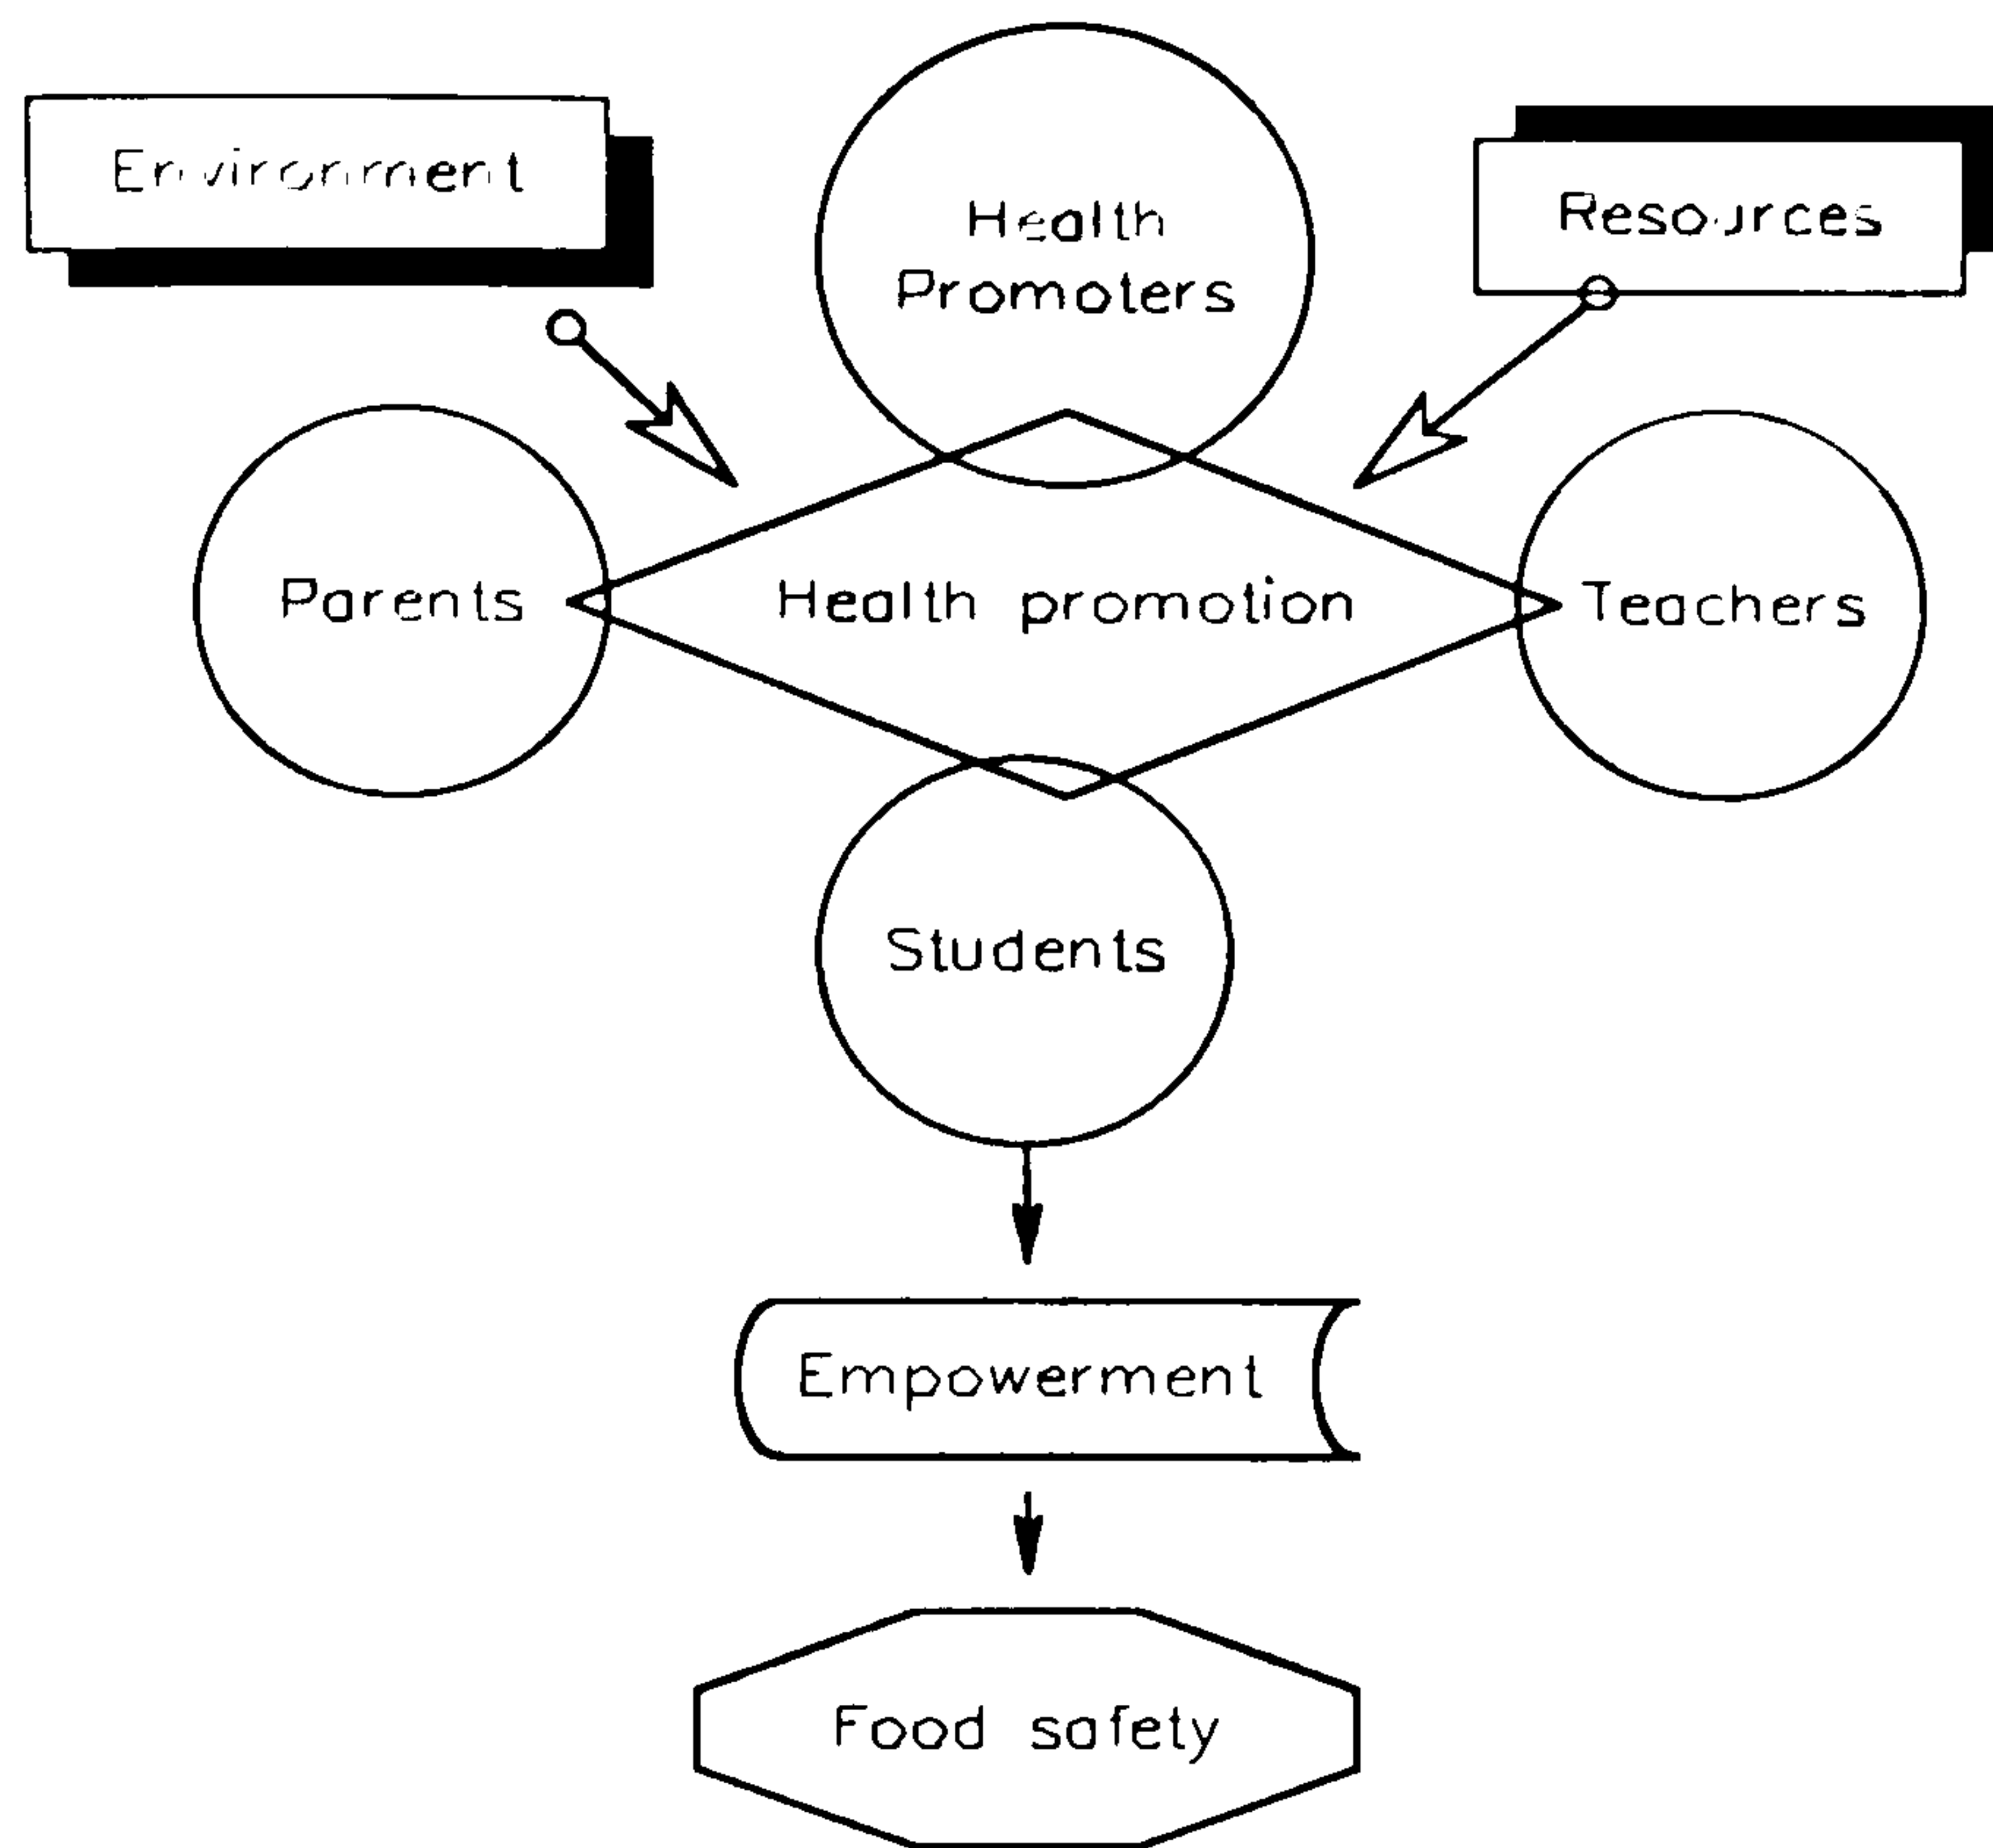 Environment
Health
Promoters
Resources
Parents
Health promotion
Teachers
Students
Empowerment
Food safety